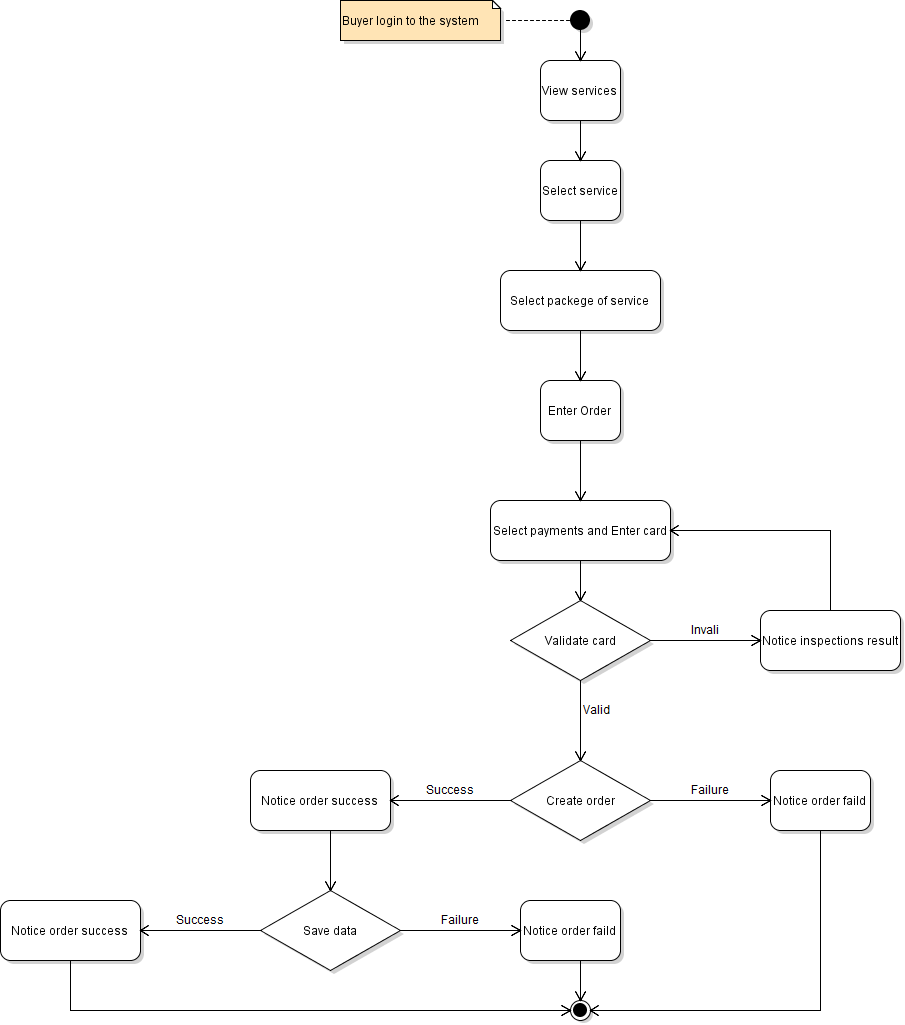 Buyer login to the system
View services
Select service
Select packege of service
Enter Order
Select payments and Enter card
Validate card
Invali
Notice inspections result
Valid
Notice order success
Success
Create order
Failure
Notice order faild
Notice order success
Success
Save data
Failure
Notice order faild